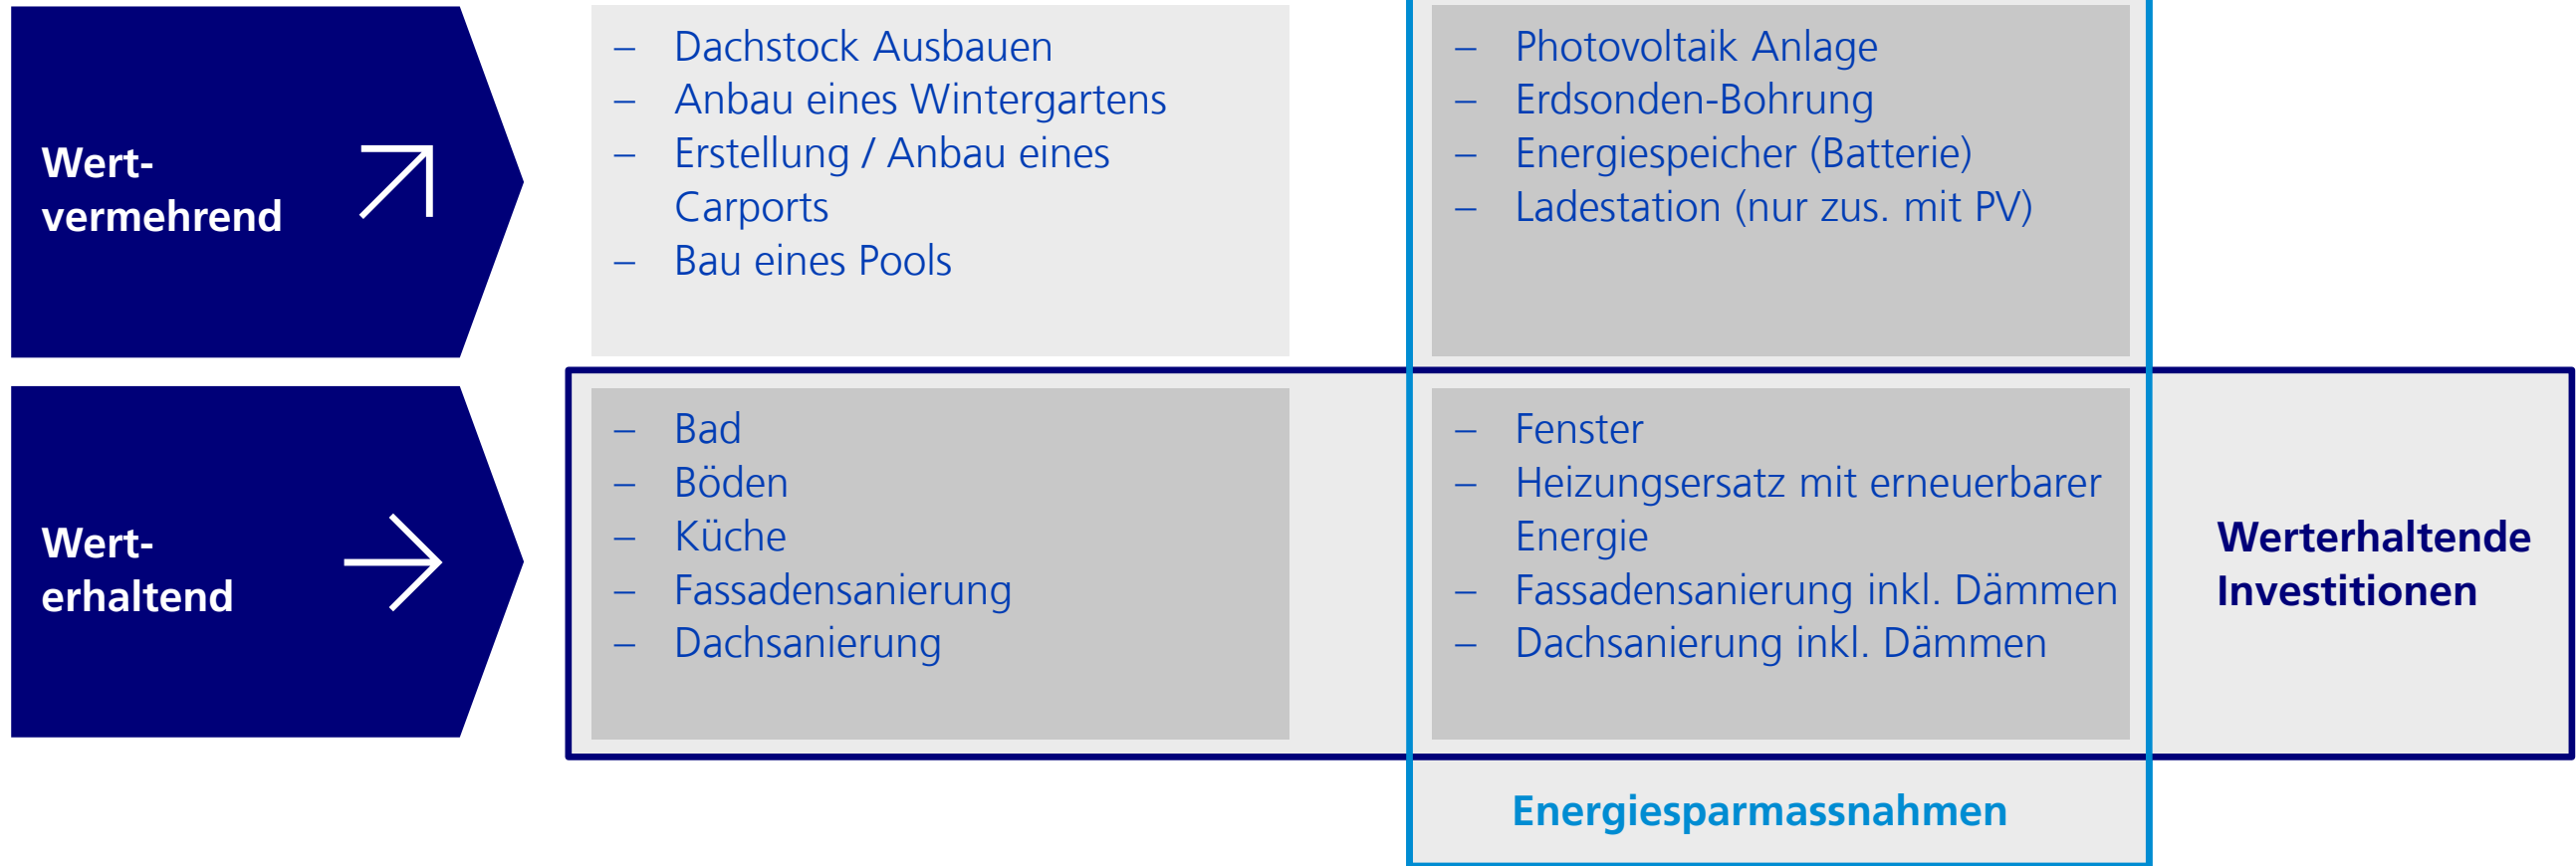 Wert-
vermehrend
– Dachstock Ausbauen
– Anbau eines Wintergartens
– Erstellung / Anbau eines
Carports
– Bau eines Pools
– Photovoltaik Anlage
– Erdsonden-Bohrung
– Energiespeicher (Batterie)
– Ladestation (nur zus. mit PV)
Wert-
erhaltend
– Bad
– Böden
– Küche
– Fassadensanierung
– Dachsanierung
– Fenster
– Heizungsersatz mit erneuerbarer
Energie
– Fassadensanierung inkl. Dämmen
– Dachsanierung inkl. Dämmen
Werterhaltende
Investitionen
Energiesparmassnahmen